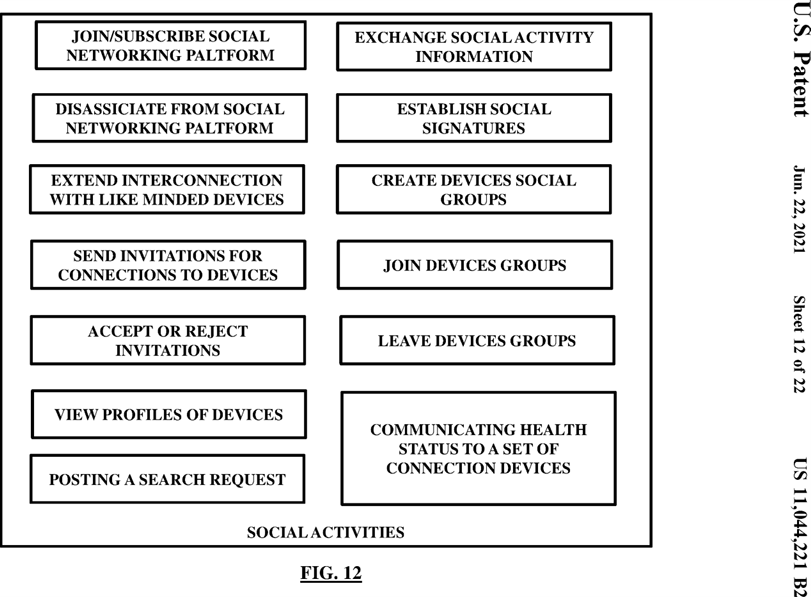 JOIN/SUBSCRIBE SOCIAL
NETWORKING PALTFORM
DISASSICIATE FROM SOCIAL
NETWORKING PALTFORM
EXTEND INTERCONNECTION
WITH LIKE MINDED DEVICES
SEND INVITATIONS FOR
CONNECTIONS TO DEVICES
ACCEPT OR REJECT
INVITATIONS
VIEW PROFILES OF DEVICES
POSTING A SEARCH REQUEST
EXCHANGE SOCIAL ACTIVITY
INFORMATION
ESTABLISH SOCIAL
SIGNATURES
CREATE DEVICES SOCIAL
GROUPS
JOIN DEVICES GROUPS
LEAVE DEVICES GROUPS
COMMUNICATING HEALTH
STATUS TO A SET OF
CONNECTION DEVICES
SOCIAL ACTIVITIES
FIG. 12
U.S. Patent Jun. 22, 2021 Sheet 12 of 22 US 11,044,221 B2